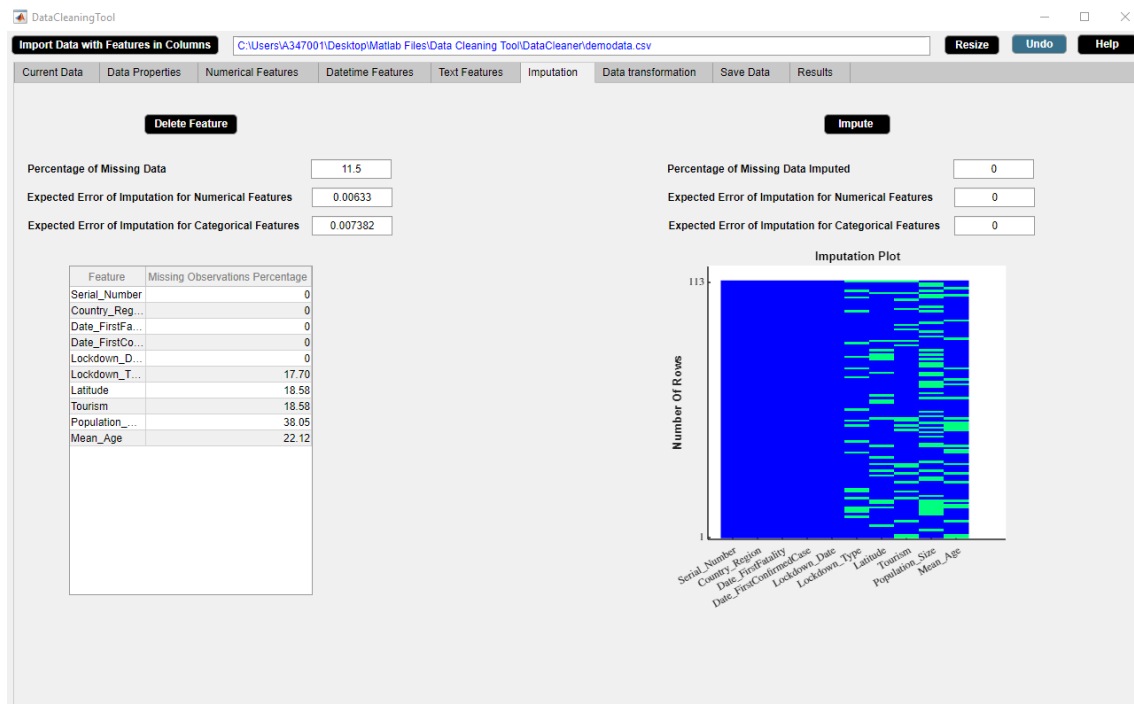 DataCleaningTool
Import Data with Features in Columns C:\Users\A347001\Desktop\Matlab Files\Data Cleaning Tool\DataCleaner\demodata.csv Resize Undo Help
Current Data Data Properties Numerical Features Datetime Features Text Features Imputation Data transformation Save Data Results
Delete Feature
Percentage of Missing Data 11.5
Expected Error of Imputation for Numerical Features 0.00633
Expected Error of Imputation for Categorical Features 0.007382
Feature Missing Observations Percentage
Serial_Number 0
Country_Reg... 0
Date_FirstFa... 0
Date_FirstCo... 0
Lockdown_D... 0
Lockdown_T... 17.70
Latitude 18.58
Tourism 18.58
Population_... 38.05
Mean_Age 22.12
Impute
Percentage of Missing Data Imputed 0
Expected Error of Imputation for Numerical Features 0
Expected Error of Imputation for Categorical Features 0
Imputation Plot
113
Number Of Rows
1
Serial_Number
Country_Region
Date_FirstFatality
Date_FirstConfirmedCase
Lockdown_Date
Lockdown_Type
Latitude
Tourism
Population_Size
Mean_Age